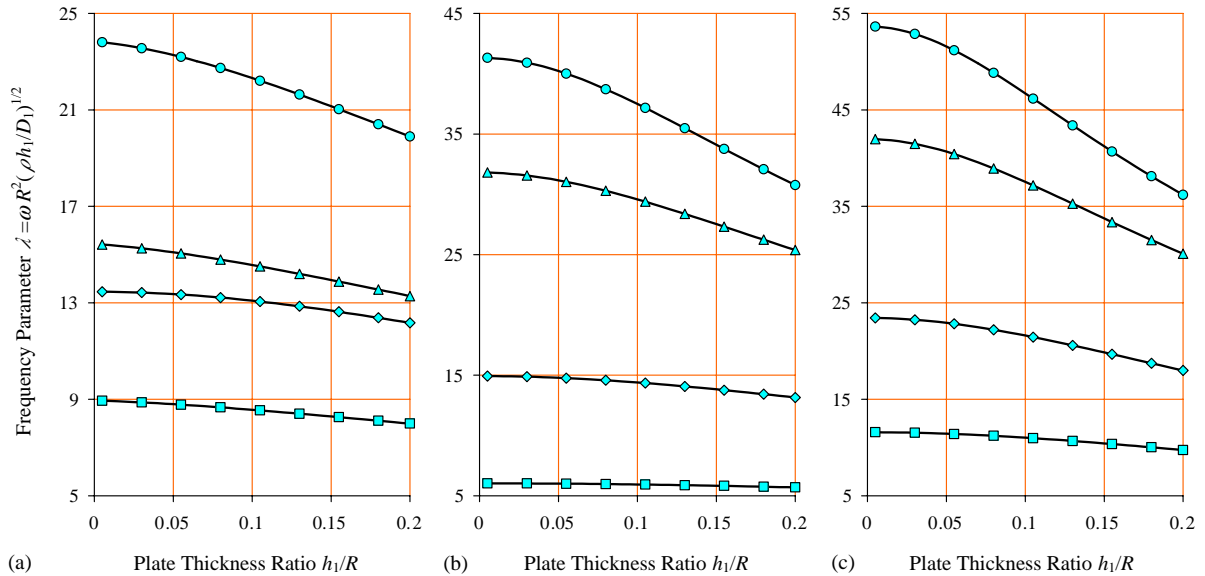 Frequency Parameter λ = ω R²(ρh₁/D₁)^1/2
25
21
17
13
9
5
0 0.05 0.1 0.15 0.2
(a) Plate Thickness Ratio h₁/R
45
35
25
15
5
0 0.05 0.1 0.15 0.2
(b) Plate Thickness Ratio h₁/R
55
45
35
23
15
5
0 0.05 0.1 0.15 0.2
(c) Plate Thickness Ratio h₁/R